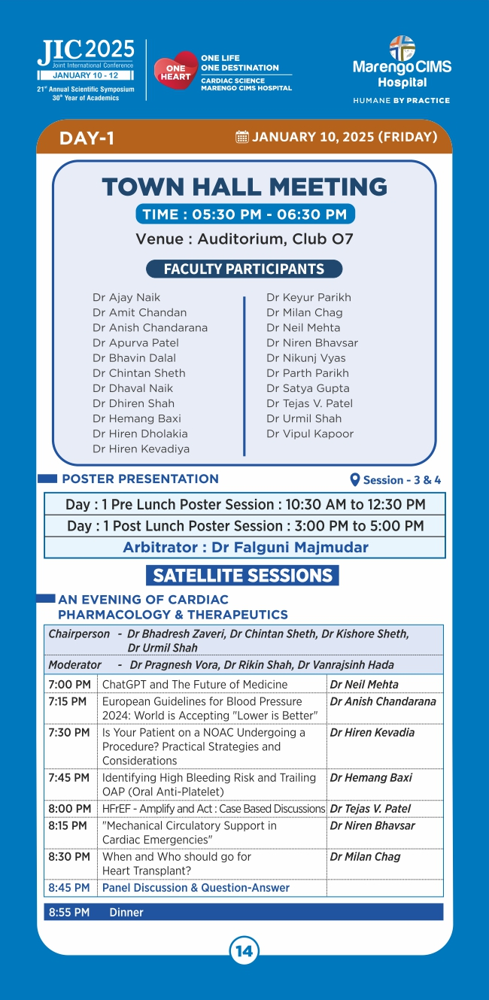 JIC 2025
Joint International Conference
JANUARY 10 - 12
21st Annual Scientific Symposium
30th Year of Academics
ONE
HEART
ONE LIFE
ONE DESTINATION
CARDIAC SCIENCE
MARENGO CIMS HOSPITAL
Marengo CIMS
Hospital
HUMANE BY PRACTICE
DAY-1
JANUARY 10, 2025 (FRIDAY)
TOWN HALL MEETING
TIME : 05:30 PM - 06:30 PM
Venue : Auditorium, Club O7
FACULTY PARTICIPANTS
Dr Ajay Naik
Dr Amit Chandan
Dr Anish Chandarana
Dr Apurva Patel
Dr Bhavin Dalal
Dr Chintan Sheth
Dr Dhaval Naik
Dr Dhiren Shah
Dr Hemang Baxi
Dr Hiren Dholakia
Dr Hiren Kevadiya
Dr Keyur Parikh
Dr Milan Chag
Dr Neil Mehta
Dr Niren Bhavsar
Dr Nikunj Vyas
Dr Parth Parikh
Dr Satya Gupta
Dr Tejas V. Patel
Dr Urmil Shah
Dr Vipul Kapoor
POSTER PRESENTATION
Session - 3 & 4
Day : 1 Pre Lunch Poster Session : 10:30 AM to 12:30 PM
Day : 1 Post Lunch Poster Session : 3:00 PM to 5:00 PM
Arbitrator : Dr Falguni Majmudar
SATELLITE SESSIONS
AN EVENING OF CARDIAC
PHARMACOLOGY & THERAPEUTICS
Chairperson - Dr Bhadresh Zaveri, Dr Chintan Sheth, Dr Kishore Sheth,
Dr Urmil Shah
Moderator - Dr Pragnesh Vora, Dr Rikin Shah, Dr Vanrajsinh Hada
7:00 PM ChatGPT and The Future of Medicine Dr Neil Mehta
7:15 PM European Guidelines for Blood Pressure Dr Anish Chandarana
2024: World is Accepting "Lower is Better"
7:30 PM Is Your Patient on a NOAC Undergoing a Dr Hiren Kevadia
Procedure? Practical Strategies and
Considerations
7:45 PM Identifying High Bleeding Risk and Trailing Dr Hemang Baxi
OAP (Oral Anti-Platelet)
8:00 PM HFrEF - Amplify and Act : Case Based Discussions Dr Tejas V. Patel
8:15 PM "Mechanical Circulatory Support in Dr Niren Bhavsar
Cardiac Emergencies"
8:30 PM When and Who should go for Dr Milan Chag
Heart Transplant?
8:45 PM Panel Discussion & Question-Answer
8:55 PM Dinner
14